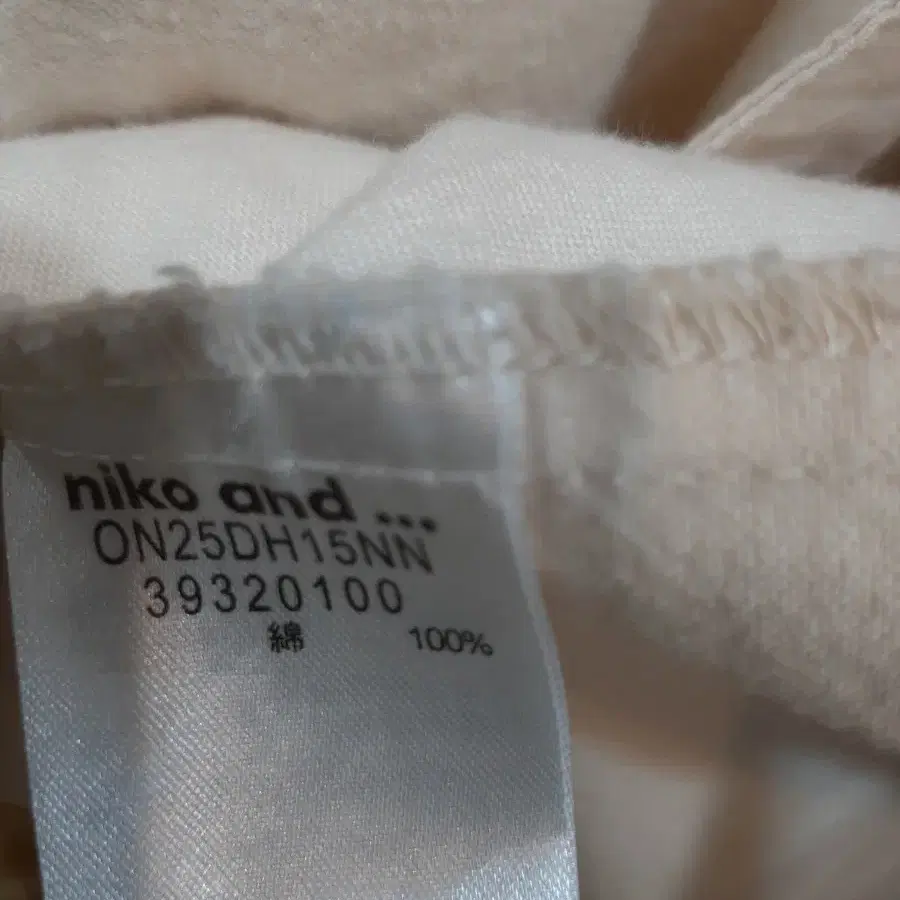 niko and ...
ON25DH15NN
39320100
綿 100%